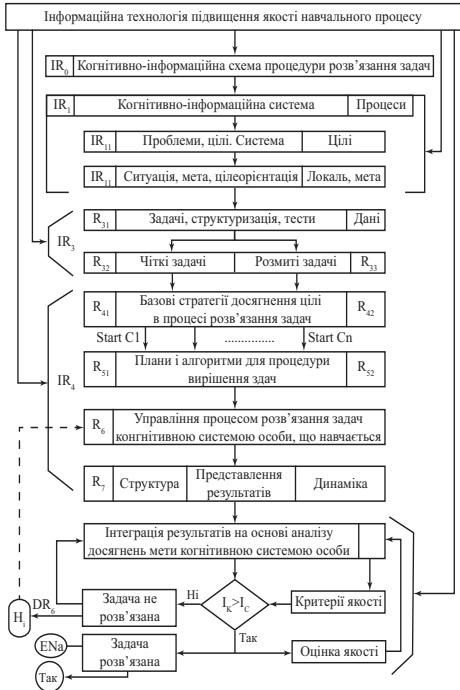 Інформаційна технологія підвищення якості навчального процесу
IR0 Когнитивно-інформаційна схема процедури розв'язання задач
IR1 Когнитивно-інформаційна система Процеси
IR11 Проблеми, цілі. Система Цілі
IR11 Ситуація, мета, цілеорієнтація Локаль, мета
R31 Задачі, структуризація, тести Дані
IR3
R32 Чіткі задачі Розмиті задачі R33
R41 Базові стратегії досягнення цілі R42
в процесі розв'язання задач
Start C1 ............... Start Cn
R51 Плани і алгоритми для процедури R52
вирішення здач
IR4
R6 Управління процесом розв'язання задач
конгнітивною системою особи, що навчається
R7 Структура Представлення Динаміка
результатів
Інтеграція результатів на основі аналізу
досягнень мети когнитивною системою особи
DR6 Задача не Ні IK>IC Критерії якості
Hi розв'язана
Так
ENa Задача Оцінка якості
розв'язана
Так